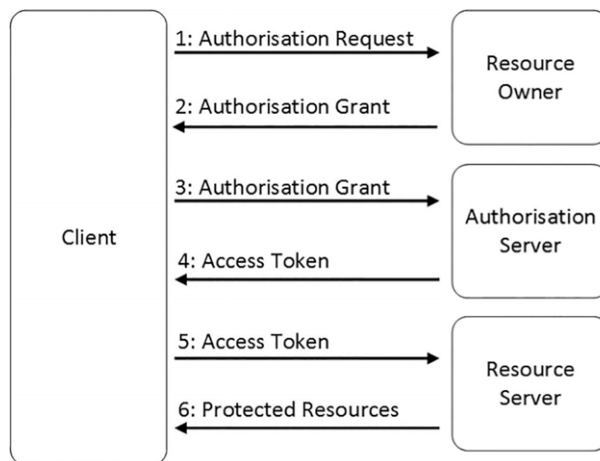 1: Authorisation Request
Resource
Owner
2: Authorisation Grant
3: Authorisation Grant
Authorisation
Server
Client
4: Access Token
5: Access Token
Resource
Server
6: Protected Resources